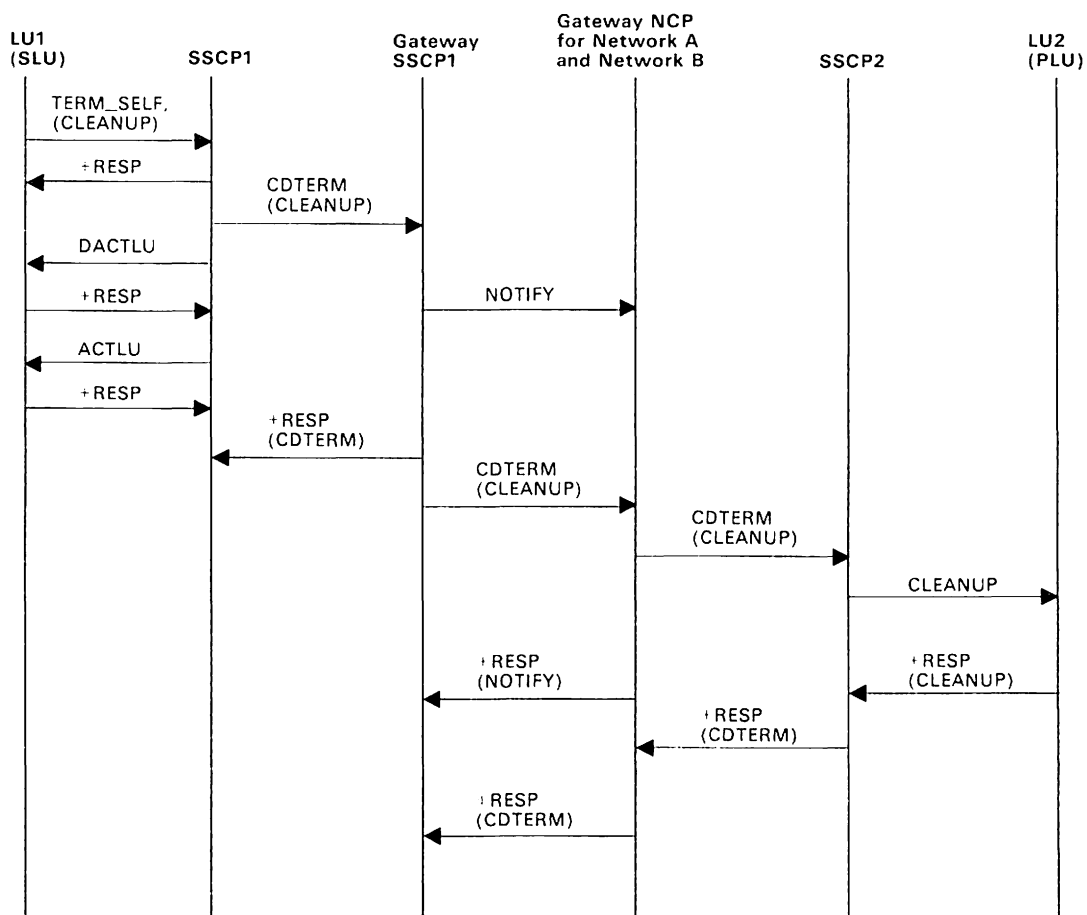 LU1
(SLU)
SSCP1
Gateway
SSCP1
Gateway NCP
for Network A
and Network B
SSCP2
LU2
(PLU)
TERM_SELF,
(CLEANUP)
+RESP
CDTERM
(CLEANUP)
DACTLU
+RESP
NOTIFY
ACTLU
+RESP
+RESP
(CDTERM)
CDTERM
(CLEANUP)
CDTERM
(CLEANUP)
CLEANUP
+RESP
(NOTIFY)
+RESP
(CLEANUP)
+RESP
(CDTERM)
+RESP
(CDTERM)